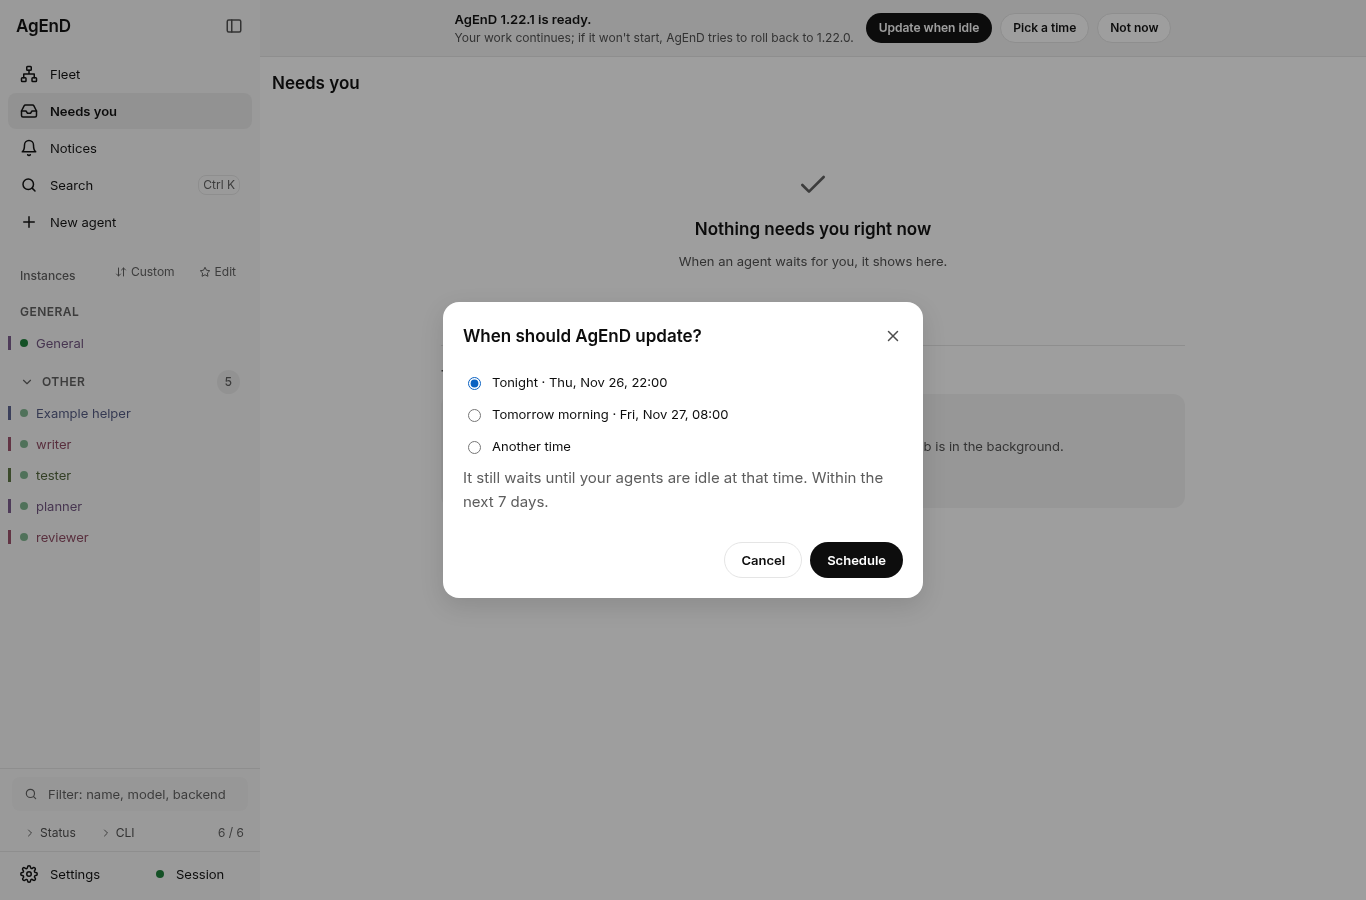 AgEnD
Fleet
Needs you
Notices
Search
Ctrl K
New agent
Instances
Custom
Edit
GENERAL
General
OTHER
5
Example helper
writer
tester
planner
reviewer
Filter: name, model, backend
Status
CLI
6 / 6
Settings
Session
AgEnD 1.22.1 is ready.
Your work continues; if it won't start, AgEnD tries to roll back to 1.22.0.
Update when idle
Pick a time
Not now
Needs you
Nothing needs you right now
When an agent waits for you, it shows here.
b is in the background.
When should AgEnD update?
Tonight · Thu, Nov 26, 22:00
Tomorrow morning · Fri, Nov 27, 08:00
Another time
It still waits until your agents are idle at that time. Within the
next 7 days.
Cancel
Schedule